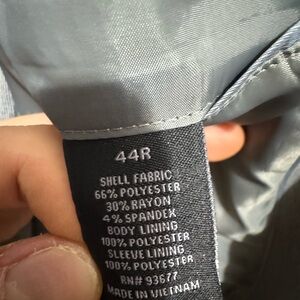 44R
SHELL FABRIC
66% POLYESTER
30% RAYON
4% SPANDEX
BODY LINING
100% POLYESTER
SLEEVE LINING
100% POLYESTER
RN# 93677
MADE IN VIETNAM